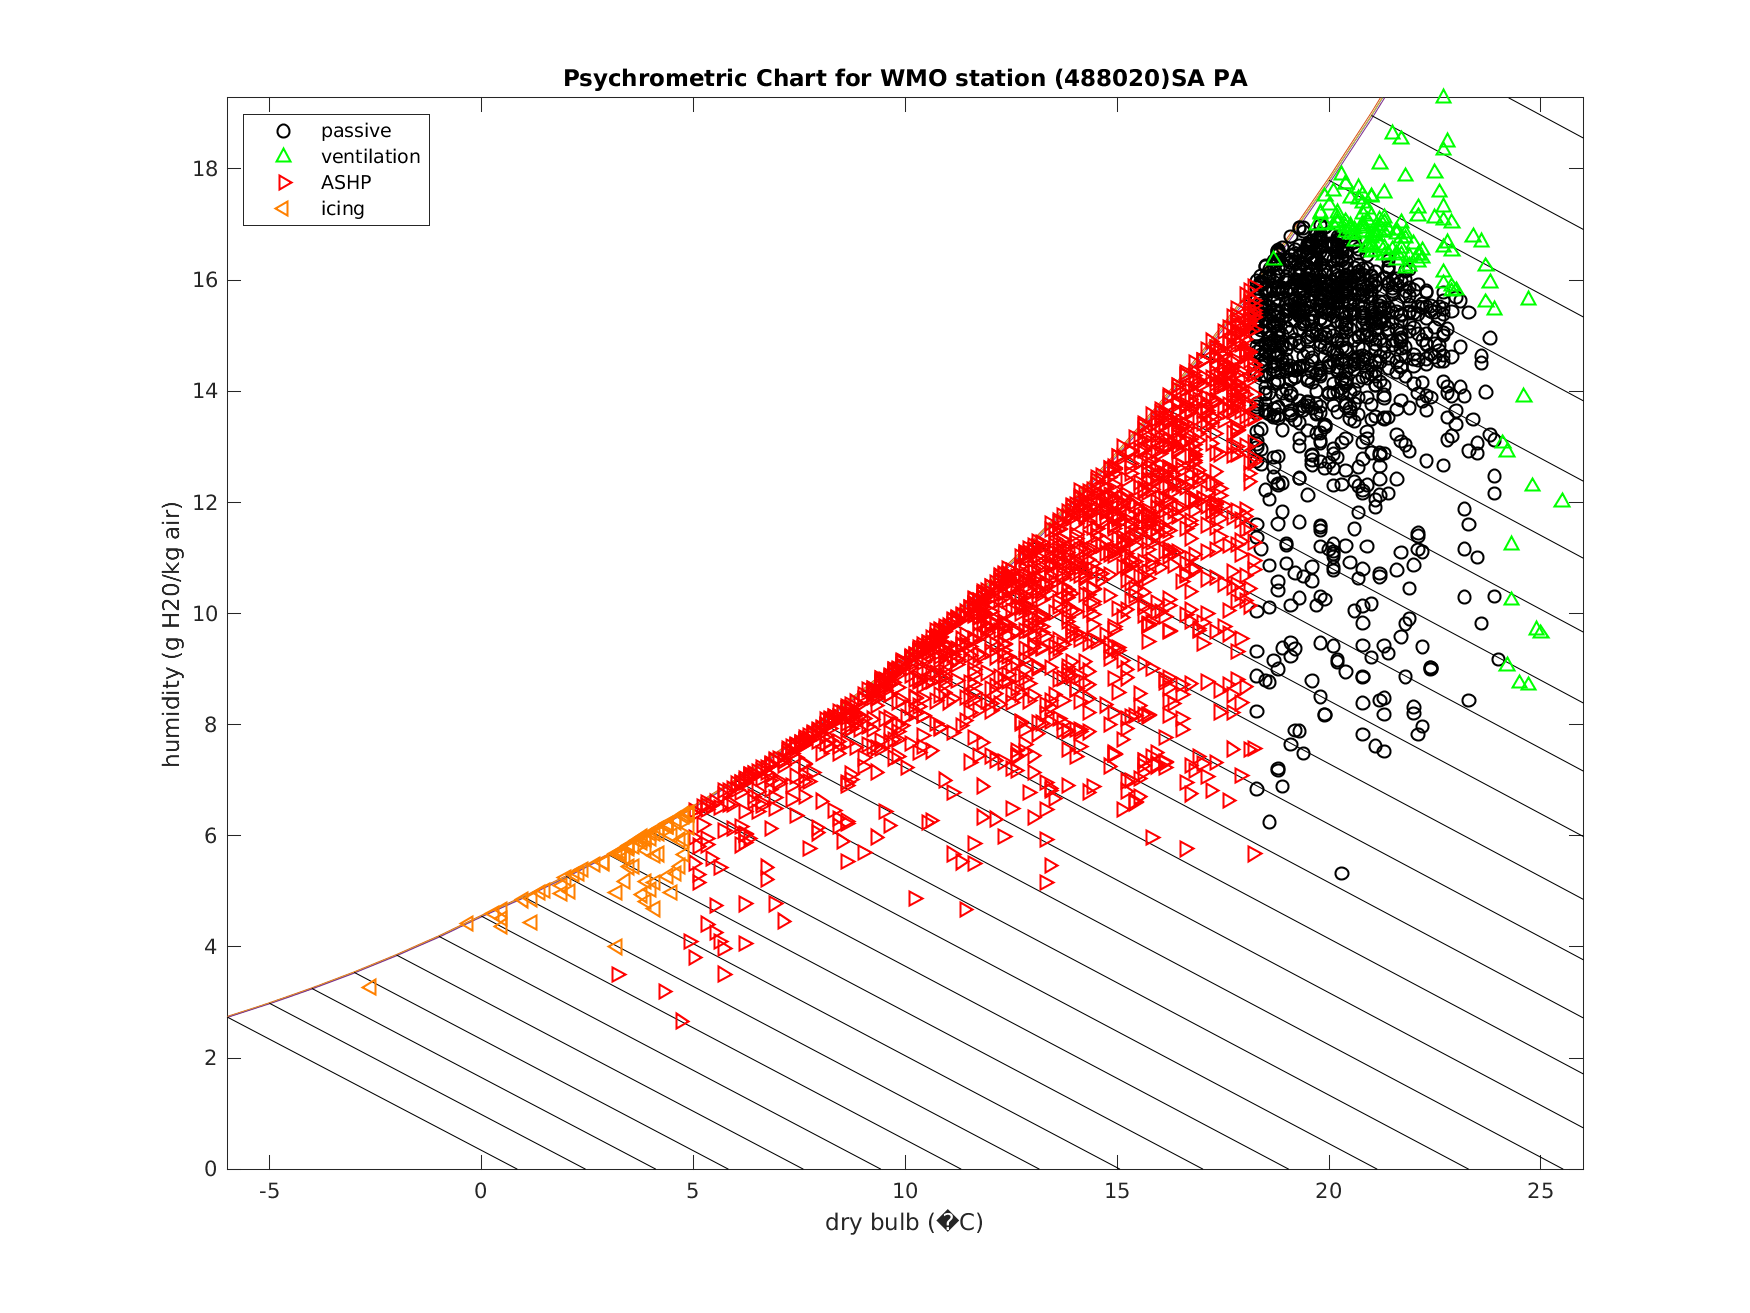 Psychrometric Chart for WMO station (488020)SA PA
passive
ventilation
ASHP
icing
humidity (g H20/kg air)
18
16
14
12
10
8
6
4
2
0
-5
0
5
10
15
20
25
dry bulb (�C)